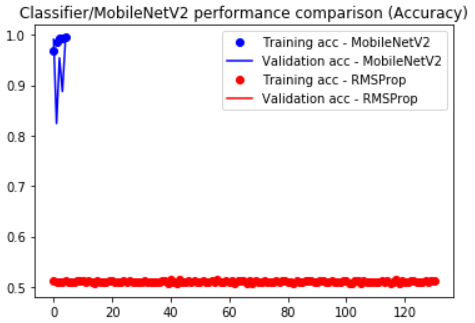 Classifier/MobileNetV2 performance comparison (Accuracy)
1.0
0.9
0.8
0.7
0.6
0.5
Training acc - MobileNetV2
Validation acc - MobileNetV2
Training acc - RMSProp
Validation acc - RMSProp
0 20 40 60 80 100 120